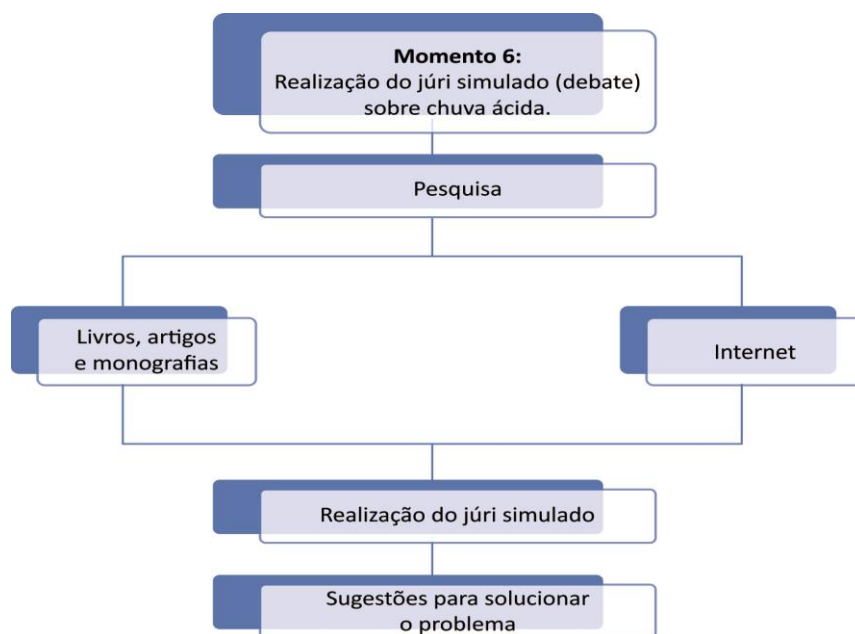 Momento 6:
Realização do júri simulado (debate)
sobre chuva ácida.
Pesquisa
Livros, artigos
e monografias
Internet
Realização do júri simulado
Sugestões para solucionar
o problema